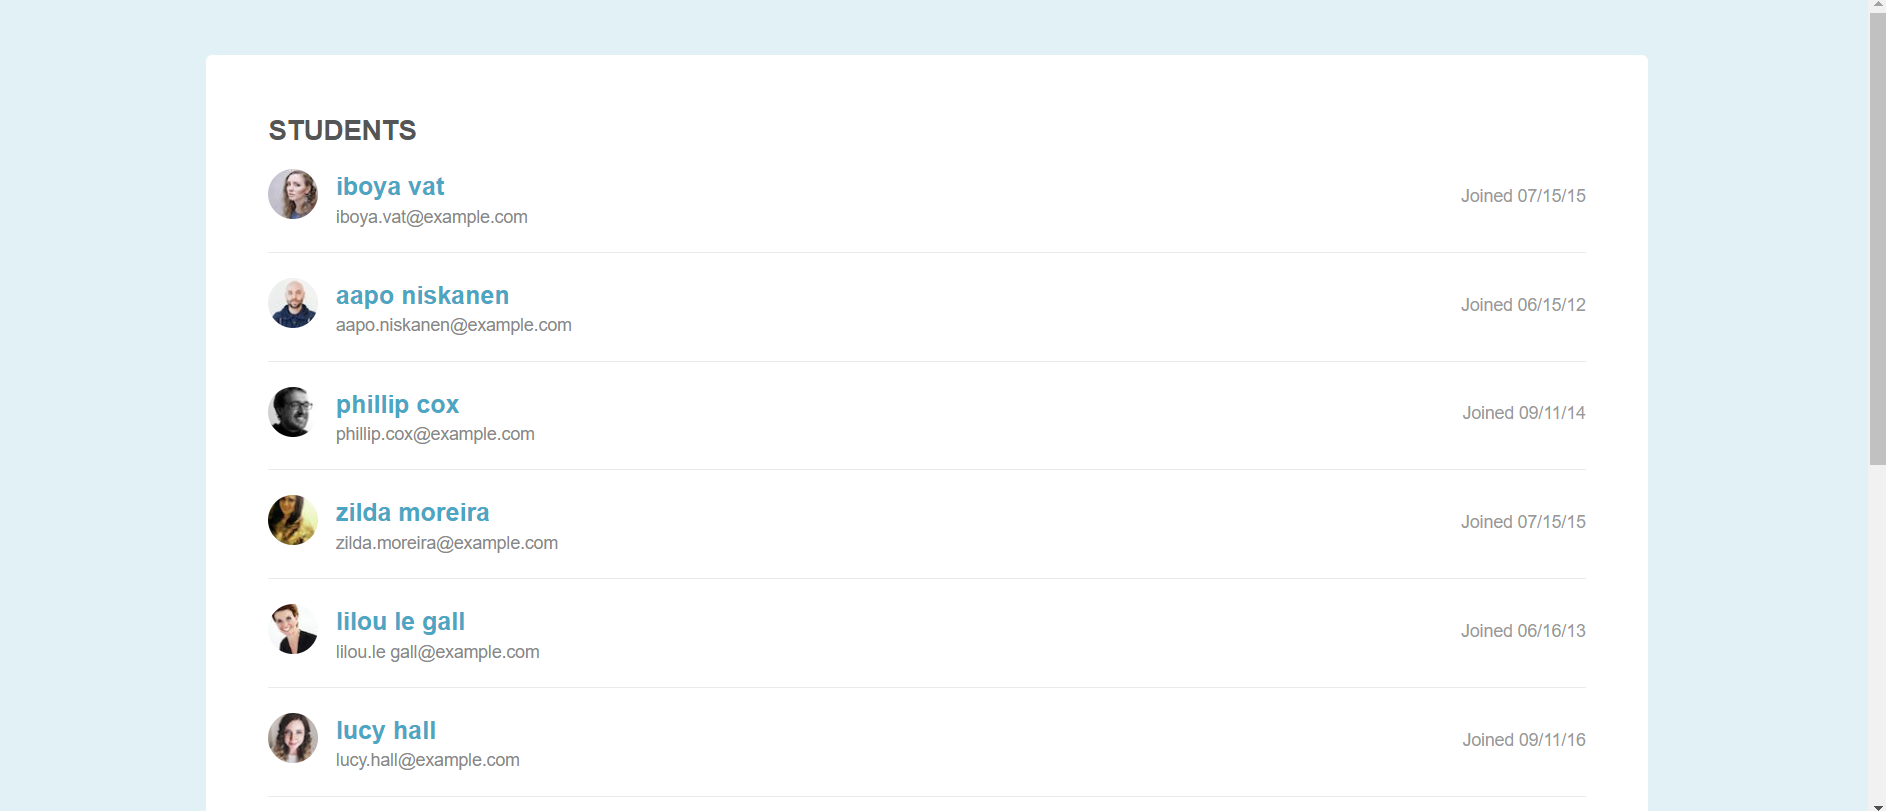 STUDENTS
iboya vat
iboya.vat@example.com
Joined 07/15/15
aapo niskanen
aapo.niskanen@example.com
Joined 06/15/12
phillip cox
phillip.cox@example.com
Joined 09/11/14
zilda moreira
zilda.moreira@example.com
Joined 07/15/15
lilou le gall
lilou.le gall@example.com
Joined 06/16/13
lucy hall
lucy.hall@example.com
Joined 09/11/16